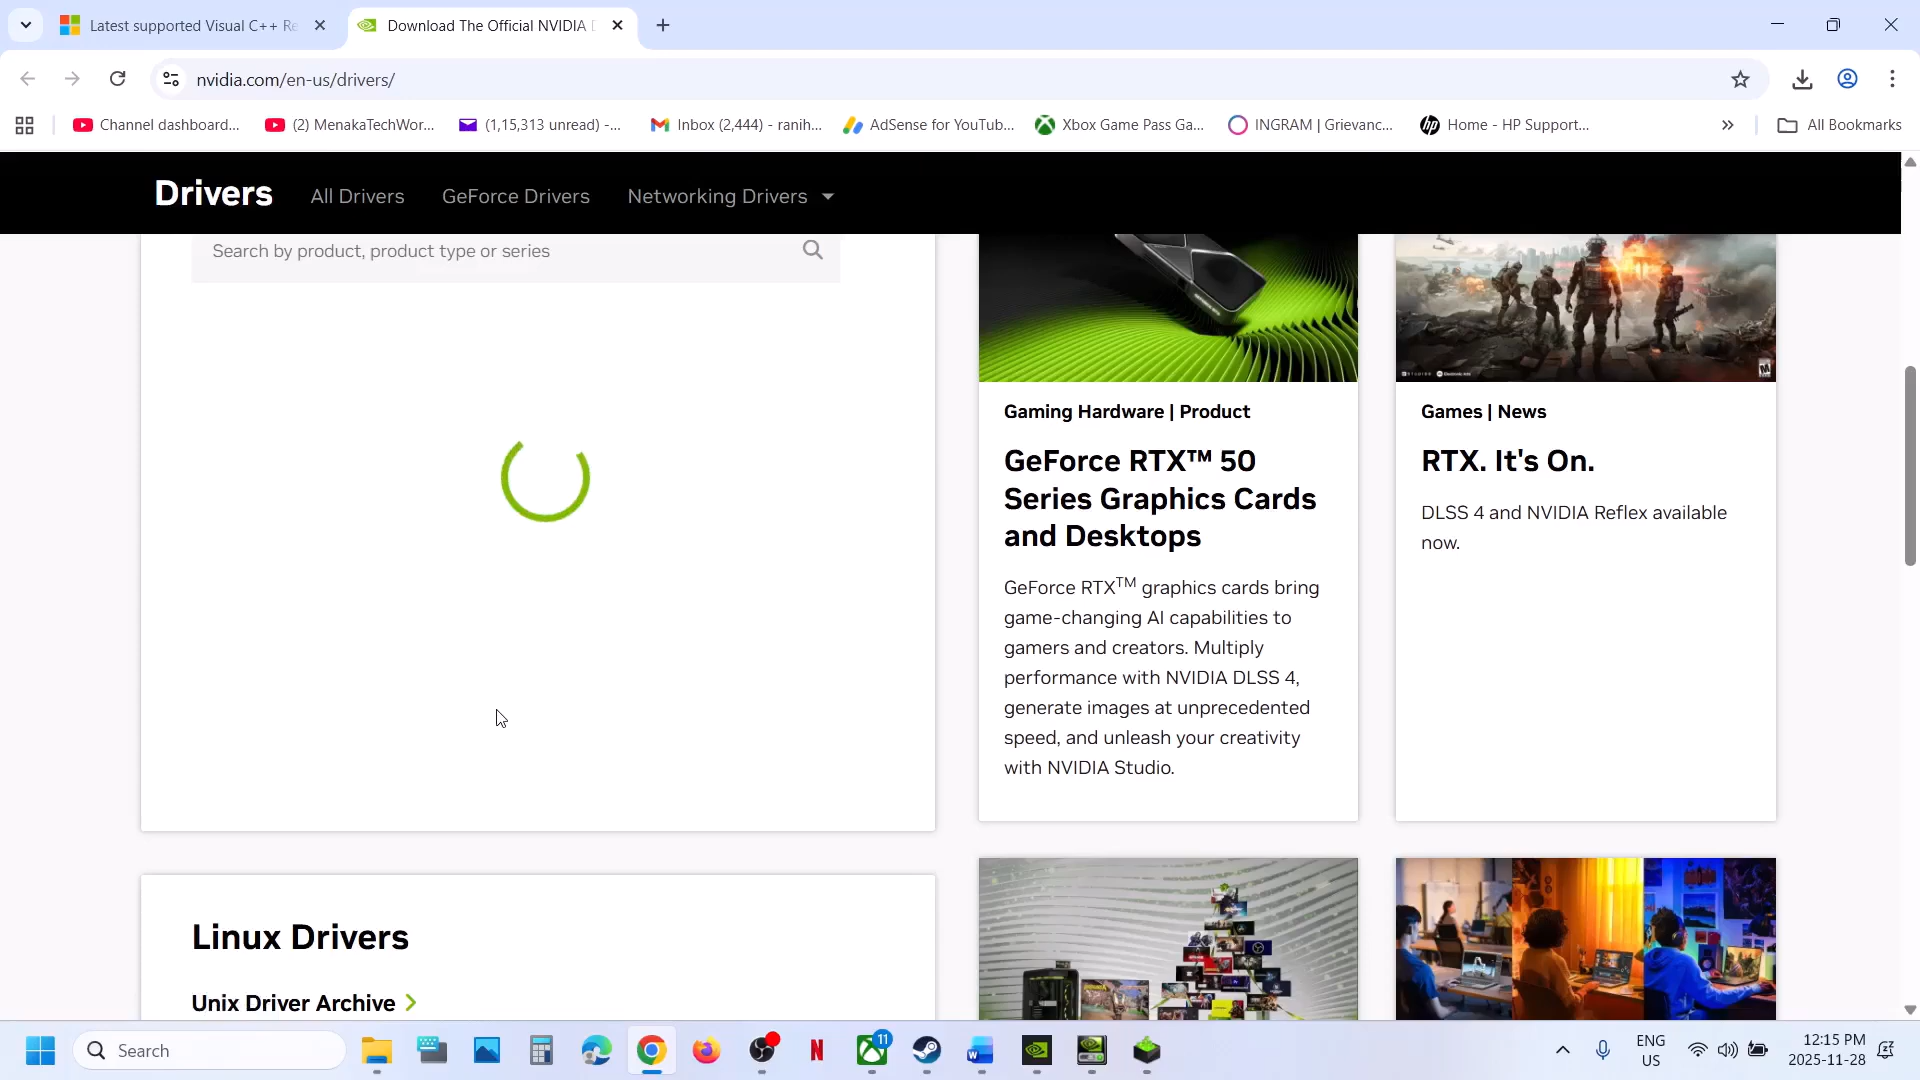 Latest supported Visual C++ Re
Download The Official NVIDIA D
nvidia.com/en-us/drivers/
Channel dashboard...
(2) MenakaTechWor...
(1,15,313 unread) -...
Inbox (2,444) - ranih...
AdSense for YouTub...
Xbox Game Pass Ga...
INGRAM | Grievanc...
Home - HP Support...
All Bookmarks
Drivers
All Drivers
GeForce Drivers
Networking Drivers
Search by product, product type or series
Gaming Hardware | Product
GeForce RTX™ 50
Series Graphics Cards
and Desktops
GeForce RTXTM graphics cards bring
game-changing AI capabilities to
gamers and creators. Multiply
performance with NVIDIA DLSS 4,
generate images at unprecedented
speed, and unleash your creativity
with NVIDIA Studio.
Games | News
RTX. It's On.
DLSS 4 and NVIDIA Reflex available
now.
Linux Drivers
Unix Driver Archive
Search
11
ENG
US
12:15 PM
2025-11-28